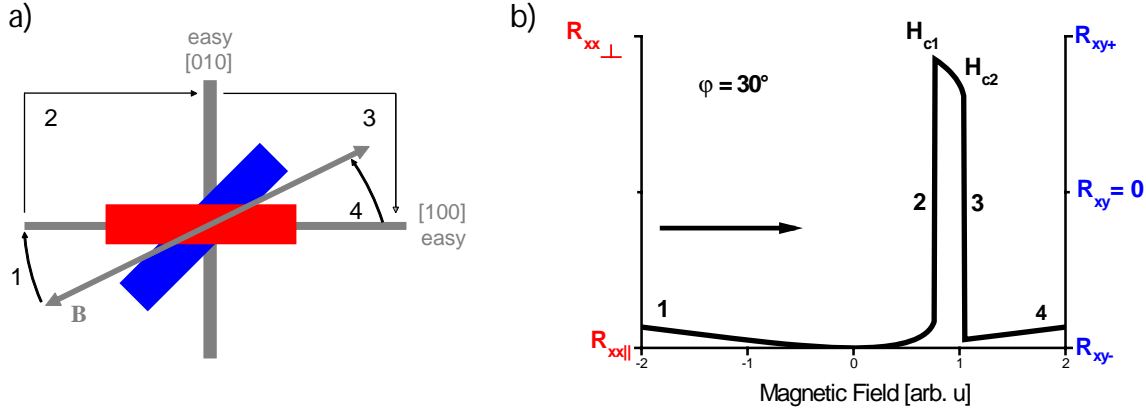 a)
easy
[010]
2
3
[100]
easy
4
1
B
b)
R_xx⊥
H_c1
R_xy+
H_c2
φ = 30°
R_xy = 0
2
3
1
4
R_xx||
R_xy-
-2
-1
0
1
2
Magnetic Field [arb. u]